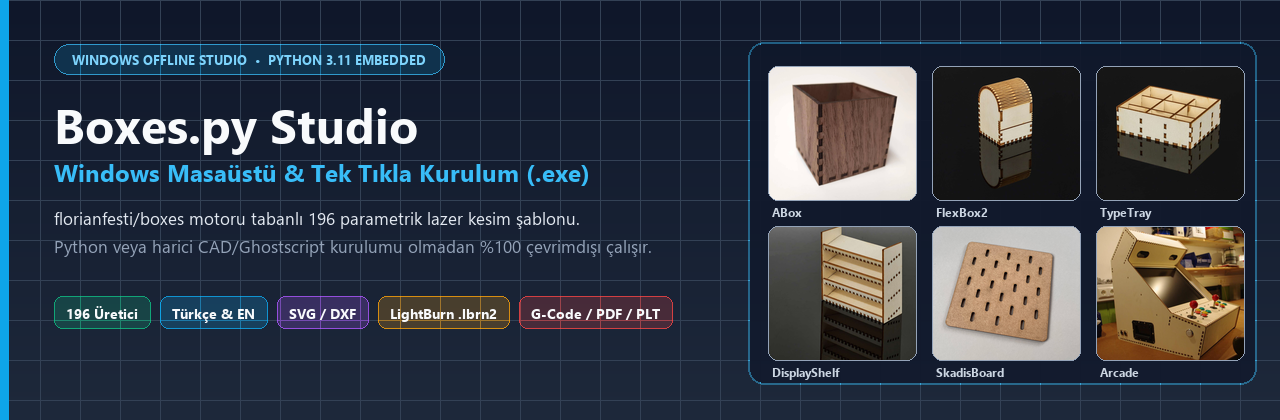 WINDOWS OFFLINE STUDIO • PYTHON 3.11 EMBEDDED
Boxes.py Studio
Windows Masaüstü & Tek Tıkla Kurulum (.exe)
florianfesti/boxes motoru tabanlı 196 parametrik lazer kesim şablonu.
Python veya harici CAD/Ghostscript kurulumu olmadan %100 çevrimdışı çalışır.
196 Üretici
Türkçe & EN
SVG / DXF
LightBurn .lbrn2
G-Code / PDF / PLT
ABox
FlexBox2
TypeTray
DisplayShelf
SkadisBoard
Arcade